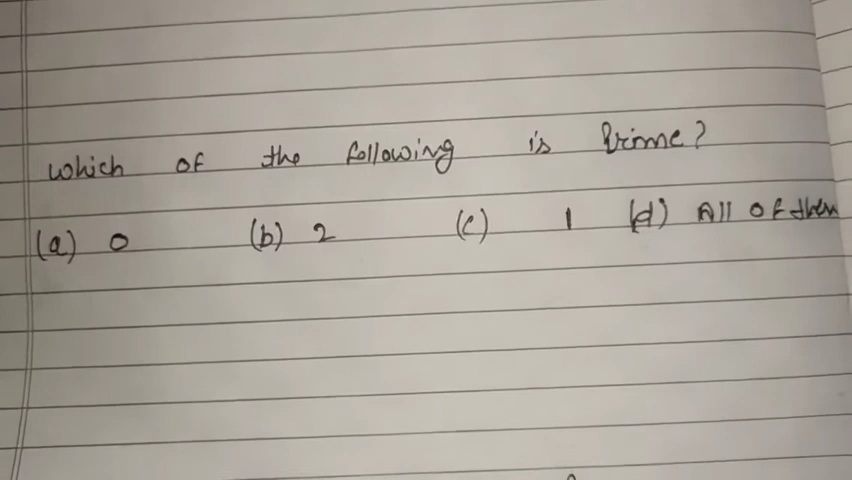 which of the following is Prime?
(a) 0 (b) 2 (c) 1 (d) All of them